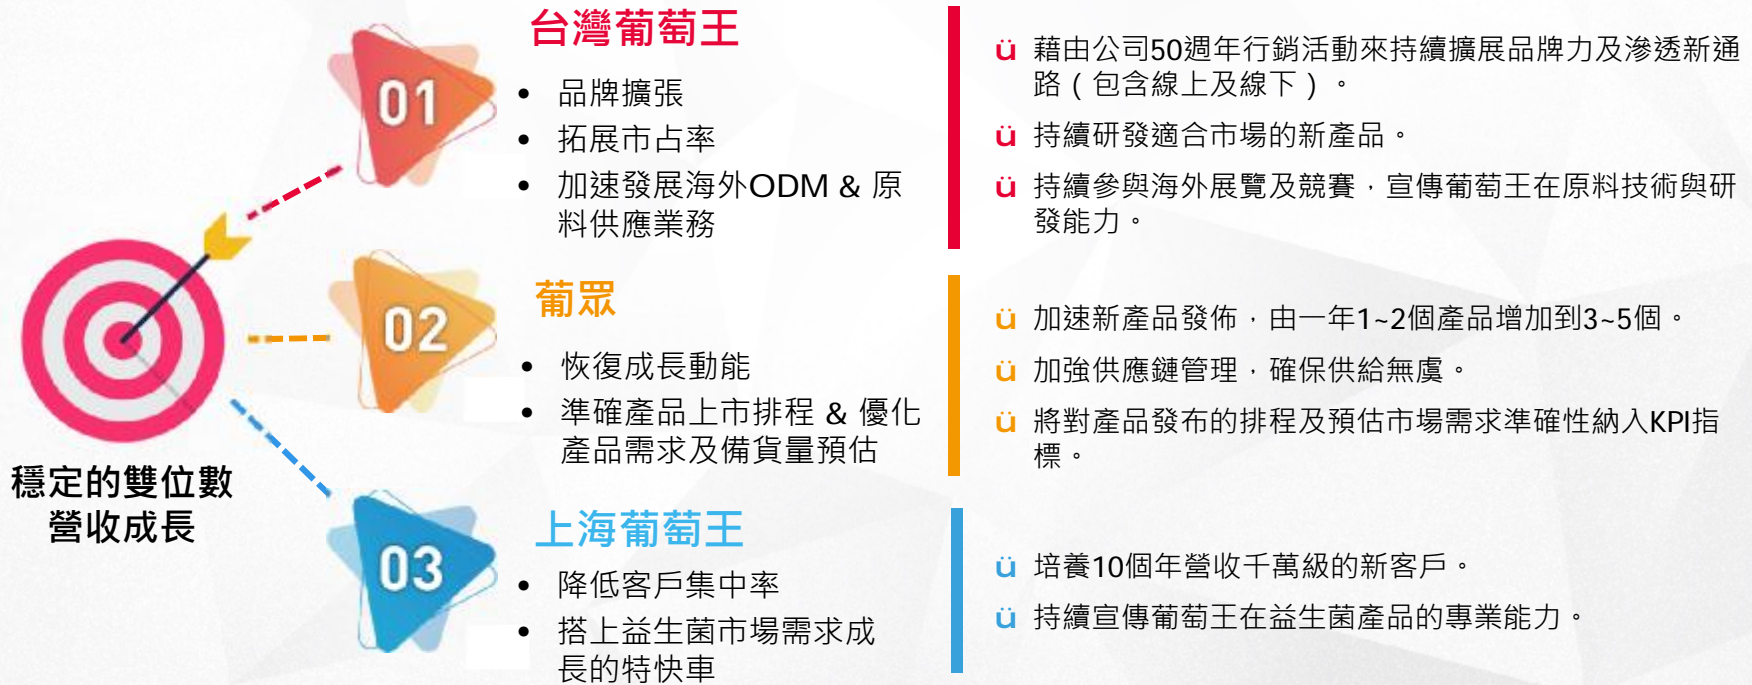 台灣葡萄王
01
• 品牌擴張
• 拓展市占率
• 加速發展海外ODM & 原
料供應業務
ü 藉由公司50週年行銷活動來持續擴展品牌力及滲透新通
路（包含線上及線下）。
ü 持續研發適合市場的新產品。
ü 持續參與海外展覽及競賽，宣傳葡萄王在原料技術與研
發能力。
葡眾
02
• 恢復成長動能
• 準確產品上市排程 & 優化
產品需求及備貨量預估
ü 加速新產品發佈，由一年1~2個產品增加到3~5個。
ü 加強供應鏈管理，確保供給無虞。
ü 將對產品發布的排程及預估市場需求準確性納入KPI指
標。
穩定的雙位數
營收成長
上海葡萄王
03
• 降低客戶集中率
• 搭上益生菌市場需求成
長的特快車
ü 培養10個年營收千萬級的新客戶。
ü 持續宣傳葡萄王在益生菌產品的專業能力。